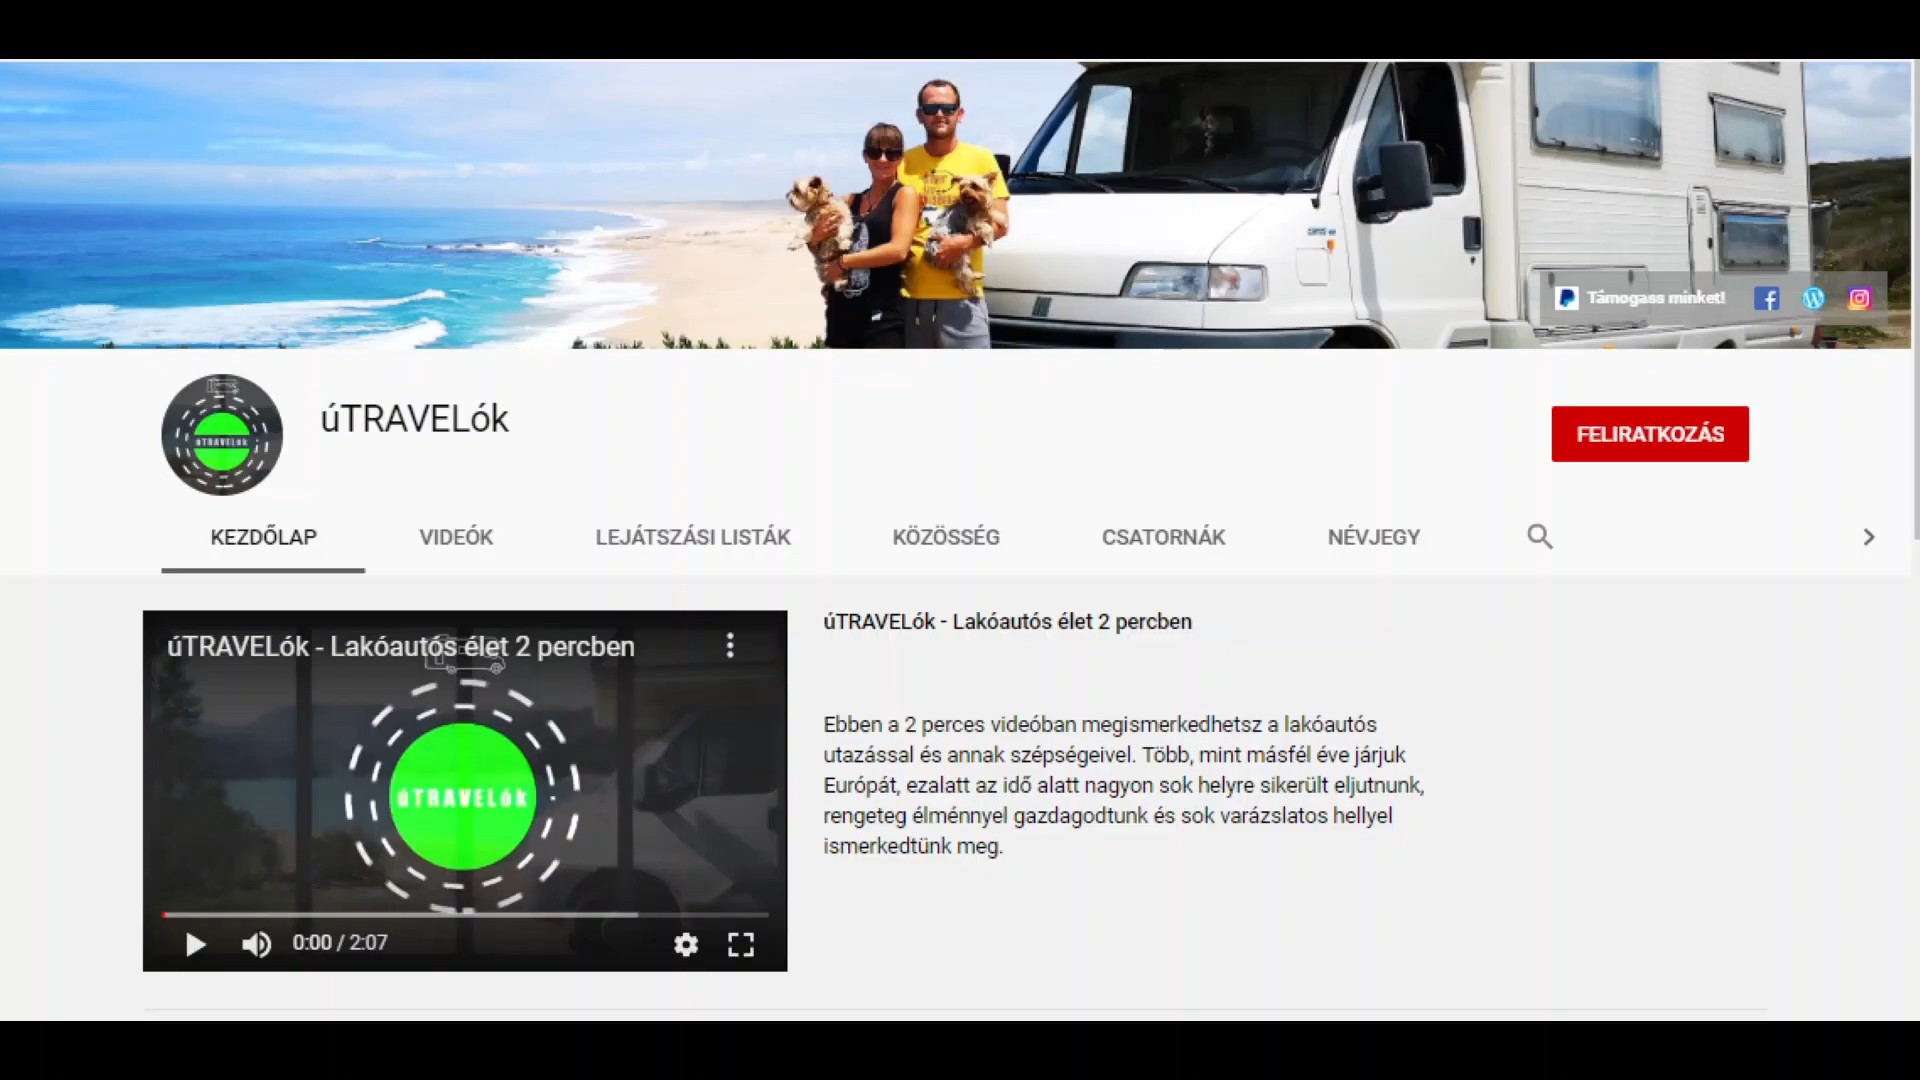 Támogass minket!
úTRAVELók
úTRAVELók
FELIRATKOZÁS
KEZDŐLAP
VIDEÓK
LEJÁTSZÁSI LISTÁK
KÖZÖSSÉG
CSATORNÁK
NÉVJEGY
úTRAVELók - Lakóautós élet 2 percben
úTRAVELók
0:00 / 2:07
úTRAVELók - Lakóautós élet 2 percben
Ebben a 2 perces videóban megismerkedhetsz a lakóautós
utazással és annak szépségeivel. Több, mint másfél éve járjuk
Európát, ezalatt az idő alatt nagyon sok helyre sikerült eljutnunk,
rengeteg élménnyel gazdagodtunk és sok varázslatos hellyel
ismerkedtünk meg.